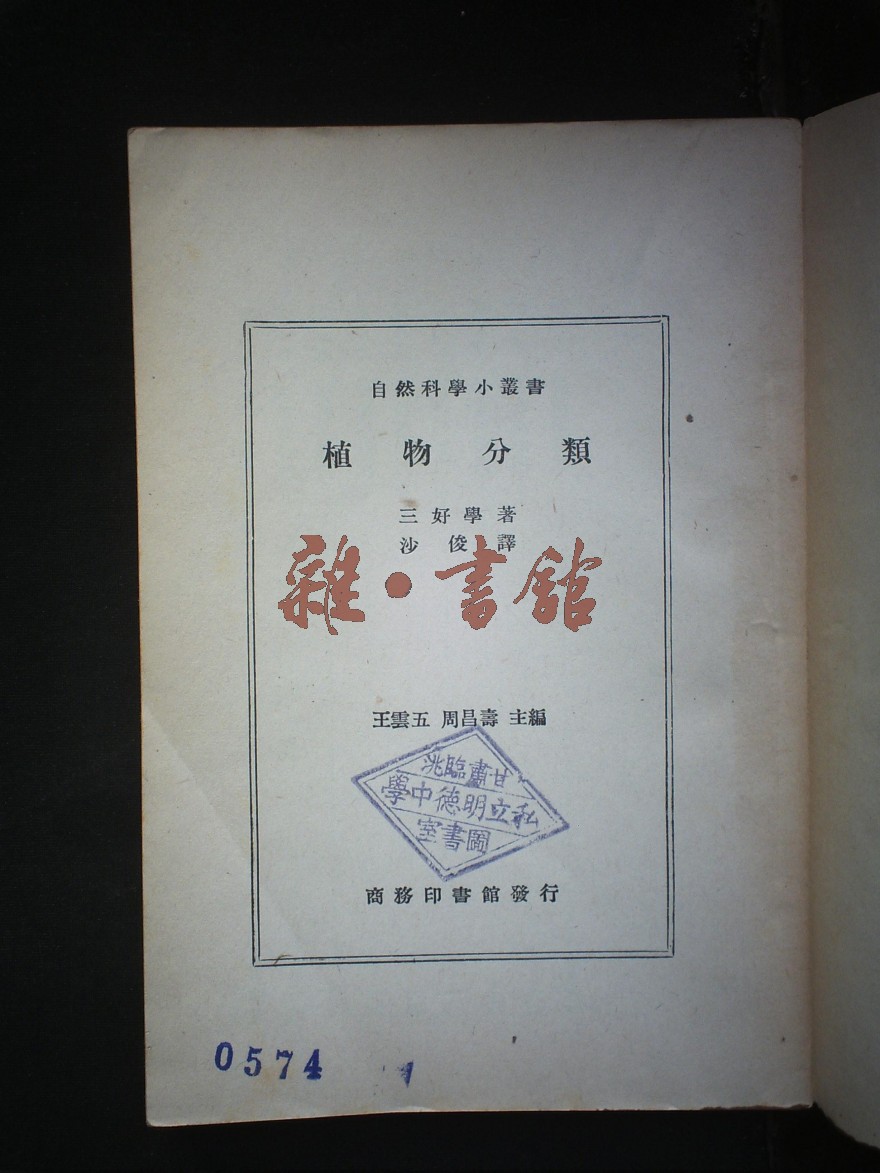 自然科學小叢書
植物分類
三好學著
沙俊譯
雜·書館
王雲五 周昌壽 主編
甘肅臨洮
私立明德中學
圖書室
商務印書館發行
0574